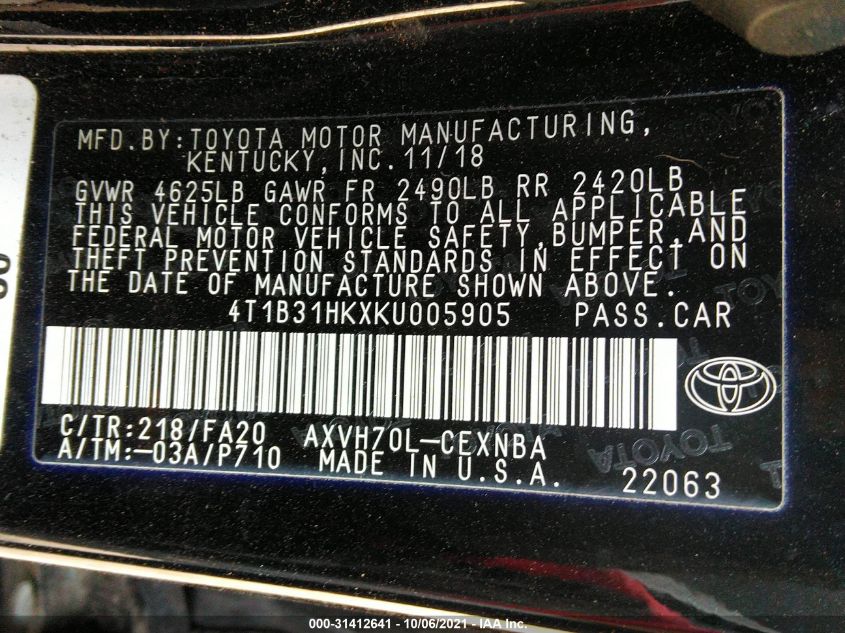 MFD.BY:TOYOTA MOTOR MANUFACTURING,
KENTUCKY,INC.11/18
GVWR 4625LB GAWR FR 2490LB RR 2420LB
THIS VEHICLE CONFORMS TO ALL APPLICABLE
FEDERAL MOTOR VEHICLE SAFETY,BUMPER,AND
THEFT PREVENTION STANDARDS IN EFFECT ON
THE DATE OF MANUFACTURE SHOWN ABOVE.
4T1B31HKXKU005905 PASS.CAR
C/TR:218/FA20 AXVH70L-CEXNBA
A/TM:-03A/P710 MADE IN U.S.A.
22063
000-31412641 - 10/06/2021 - Copyright © IAA, Inc.